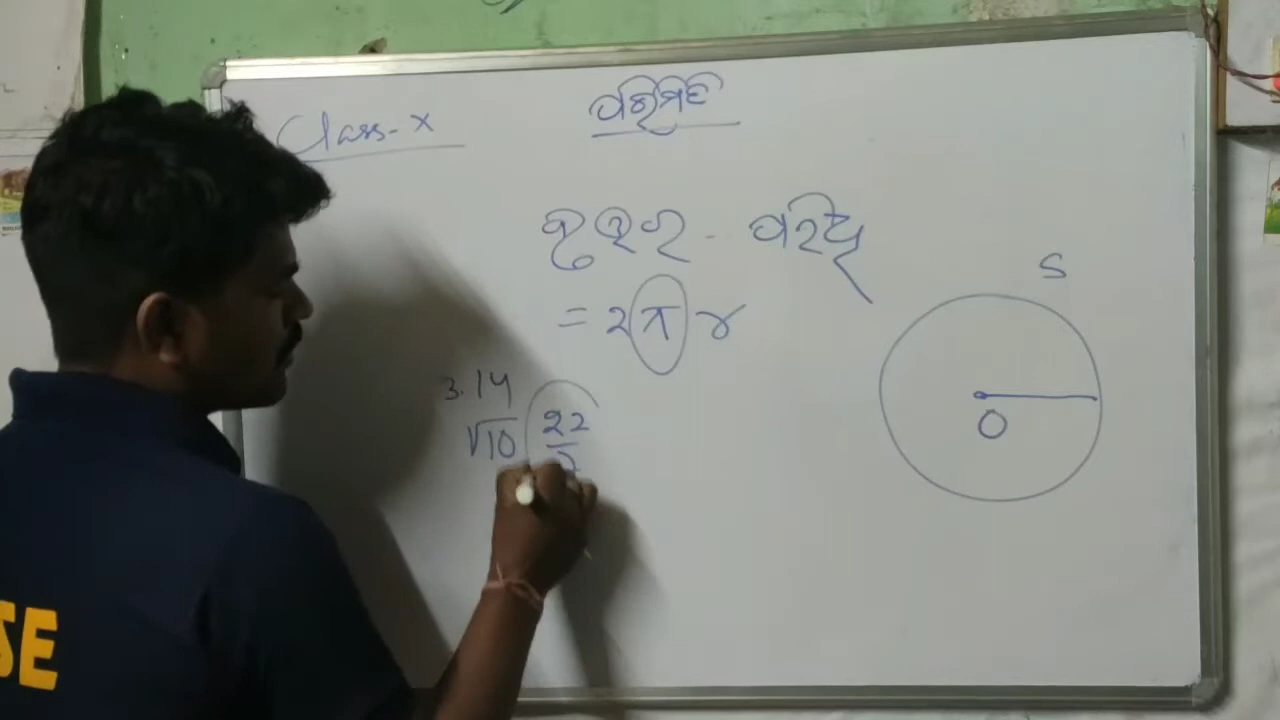 Class-X
ପରିମିତି
ବୃତ୍ତର - ପରିଧି
= 2πr
3.14
√10 22/7
S
O
SE